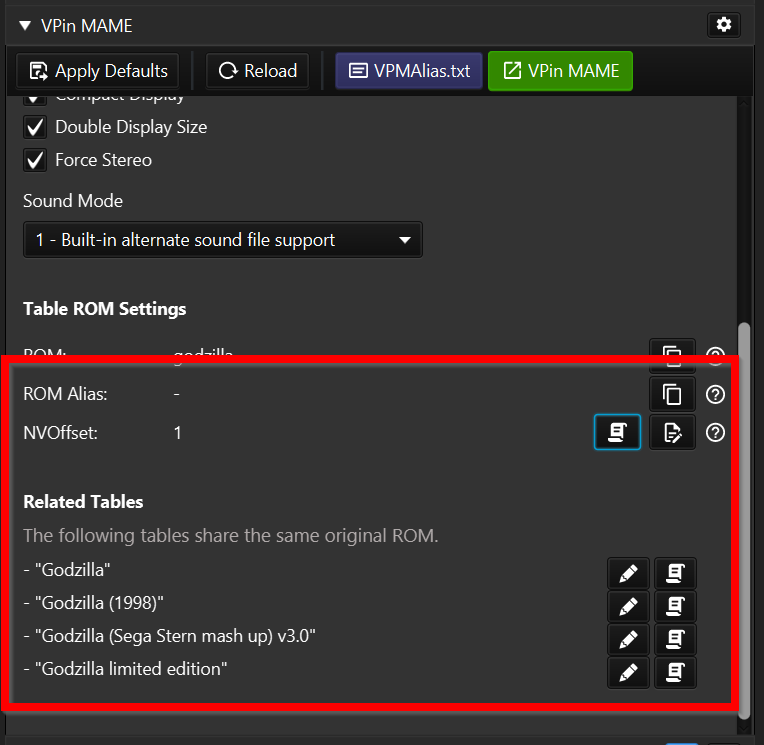 VPin MAME
Apply Defaults Reload VPMAlias.txt VPin MAME
Compact Display
Double Display Size
Force Stereo
Sound Mode
1 - Built-in alternate sound file support
Table ROM Settings
ROM: godzilla
ROM Alias: -
NVOffset: 1
Related Tables
The following tables share the same original ROM.
- "Godzilla"
- "Godzilla (1998)"
- "Godzilla (Sega Stern mash up) v3.0"
- "Godzilla limited edition"